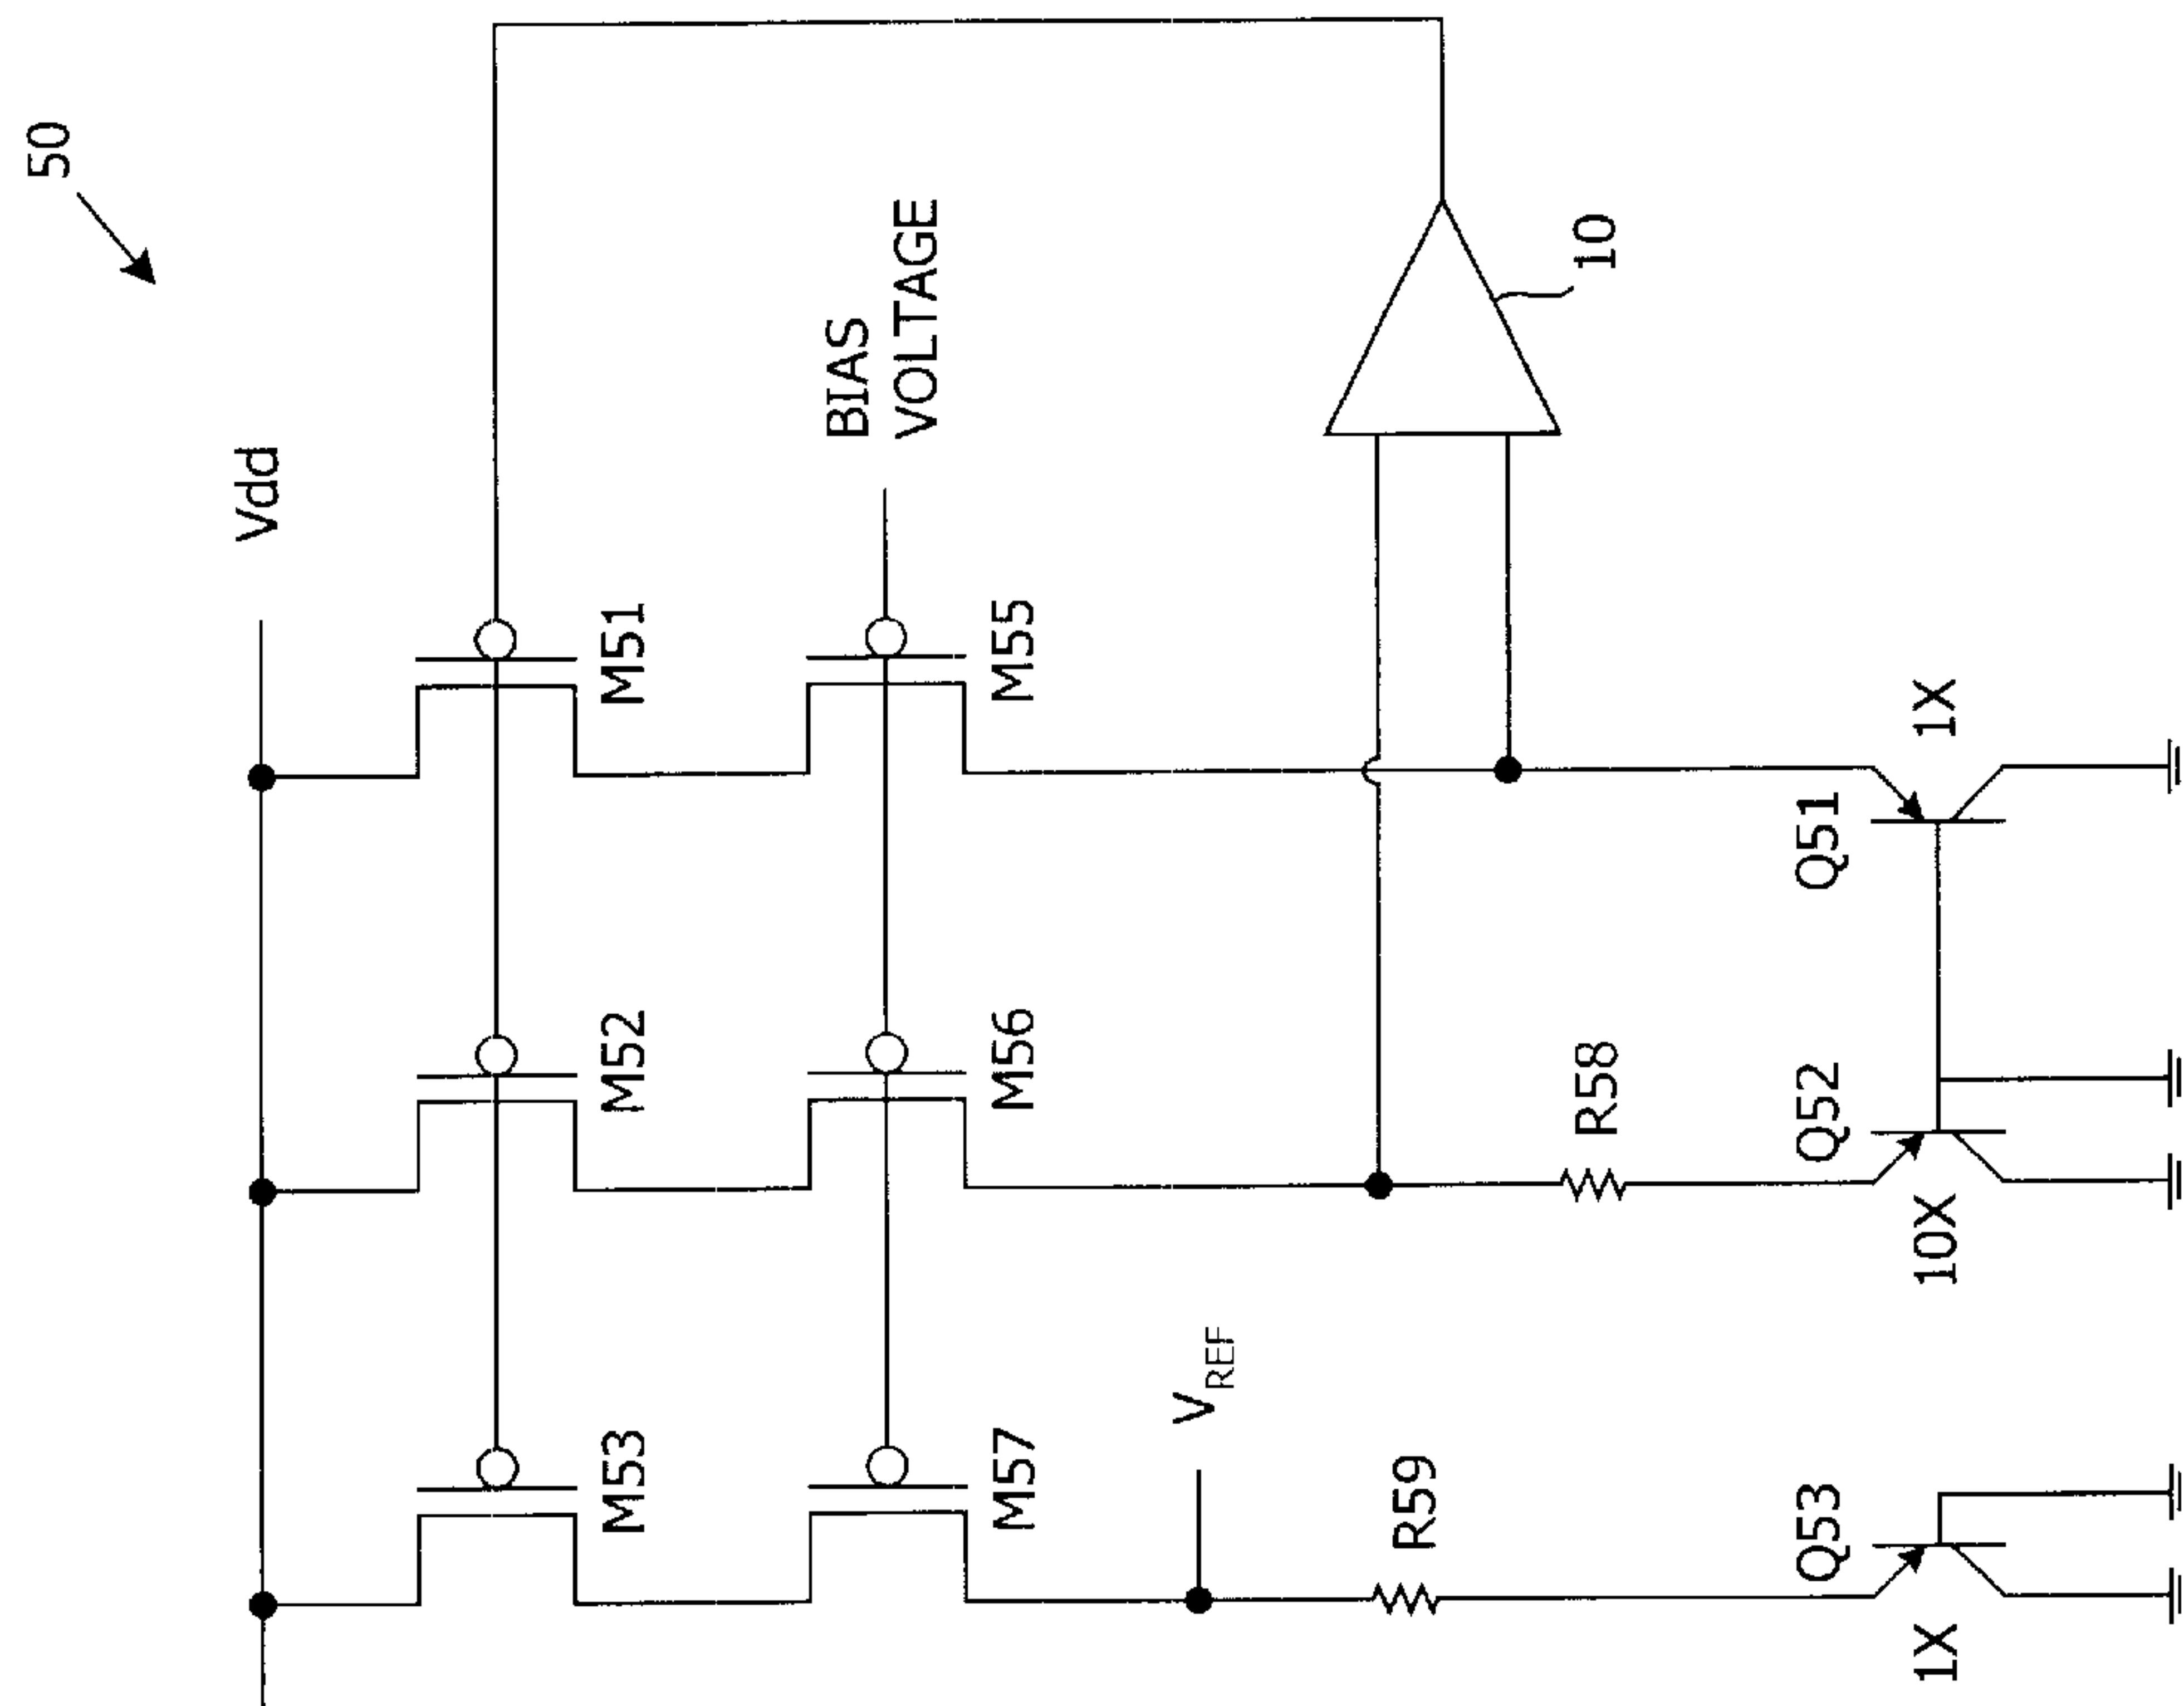 50
Vdd
BIAS
VOLTAGE
M53
M52
M51
M57
M56
M55
10
V_REF
R59
R58
Q53
Q52
Q51
1X
10X
1X